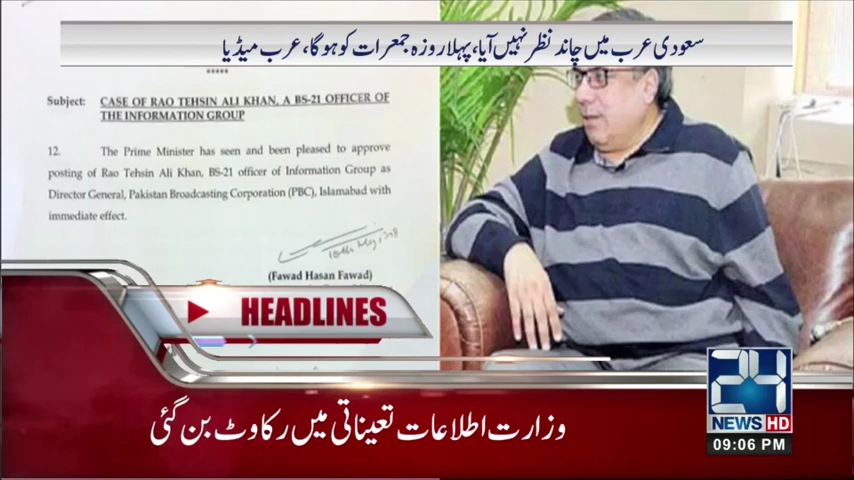 سعودی عرب میں چاند نظر نہیں آیا، پہلا روزہ جمعرات کو ہوگا، عرب میڈیا
*****
Subject: CASE OF RAO TEHSIN ALI KHAN, A BS-21 OFFICER OF
THE INFORMATION GROUP
12. The Prime Minister has seen and been pleased to approve
posting of Rao Tehsin Ali Khan, BS-21 officer of Information Group as
Director General, Pakistan Broadcasting Corporation (PBC), Islamabad with
immediate effect.
(Fawad Hasan Fawad)
HEADLINES
وزارت اطلاعات تعیناتی میں رکاوٹ بن گئی
24
NEWS HD
09:06 PM